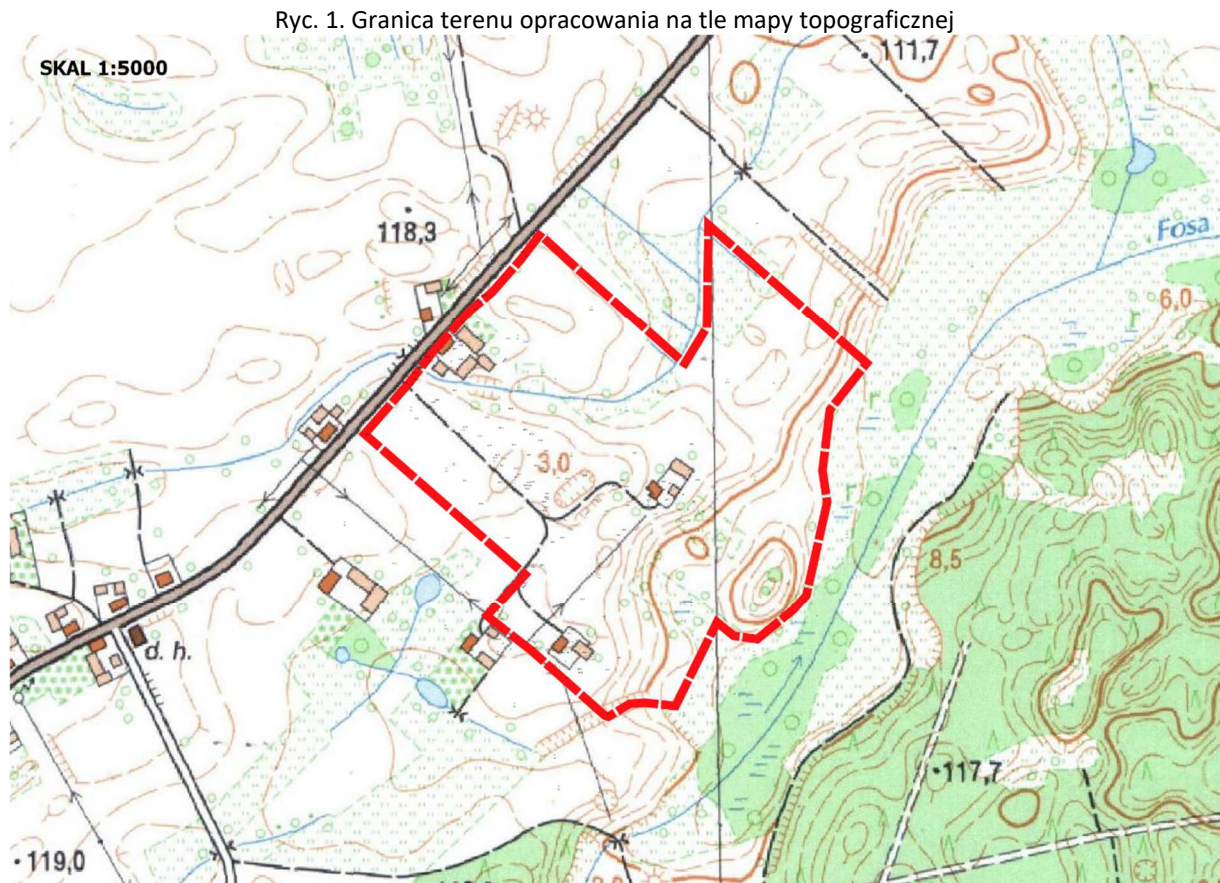 Ryc. 1. Granica terenu opracowania na tle mapy topograficznej
SKAL 1:5000
111,7
118,3
Fosa
6,0
r
r
r
r
3,0
8,5
d. h.
117,7
119,0